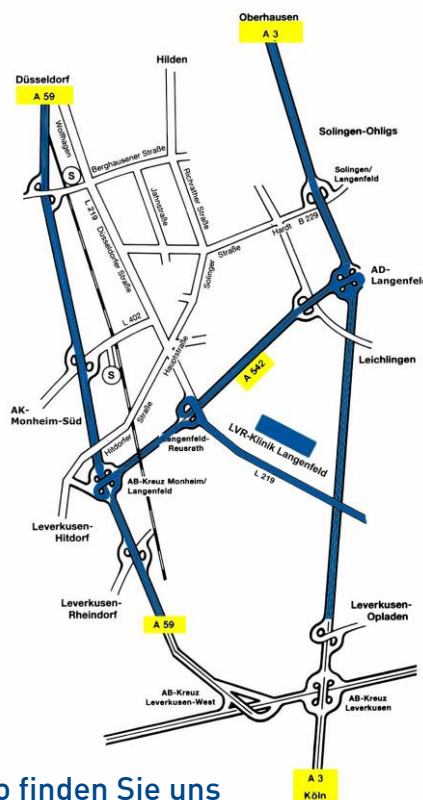 Oberhausen
A 3
Hilden
Düsseldorf
A 59
Wolfhagen
Berghausener Straße
Solingen-Ohligs
S
Solingen/
Langenfeld
Richrather Straße
Jahnstraße
L 219
Düsseldorfer Straße
Hardt
B 229
Solinger
Straße
AD-
Langenfeld
L 402
Hauptstraße
Leichlingen
A 542
S
AK-
Monheim-Süd
Hitdorfer
Straße
Langenfeld-
Reusrath
LVR-Klinik Langenfeld
L 219
AB-Kreuz Monheim/
Langenfeld
Leverkusen-
Hitdorf
Leverkusen-
Rheindorf
Leverkusen-
Opladen
A 59
AB-Kreuz
Leverkusen-West
AB-Kreuz
Leverkusen
finden Sie uns
A 3
Köln